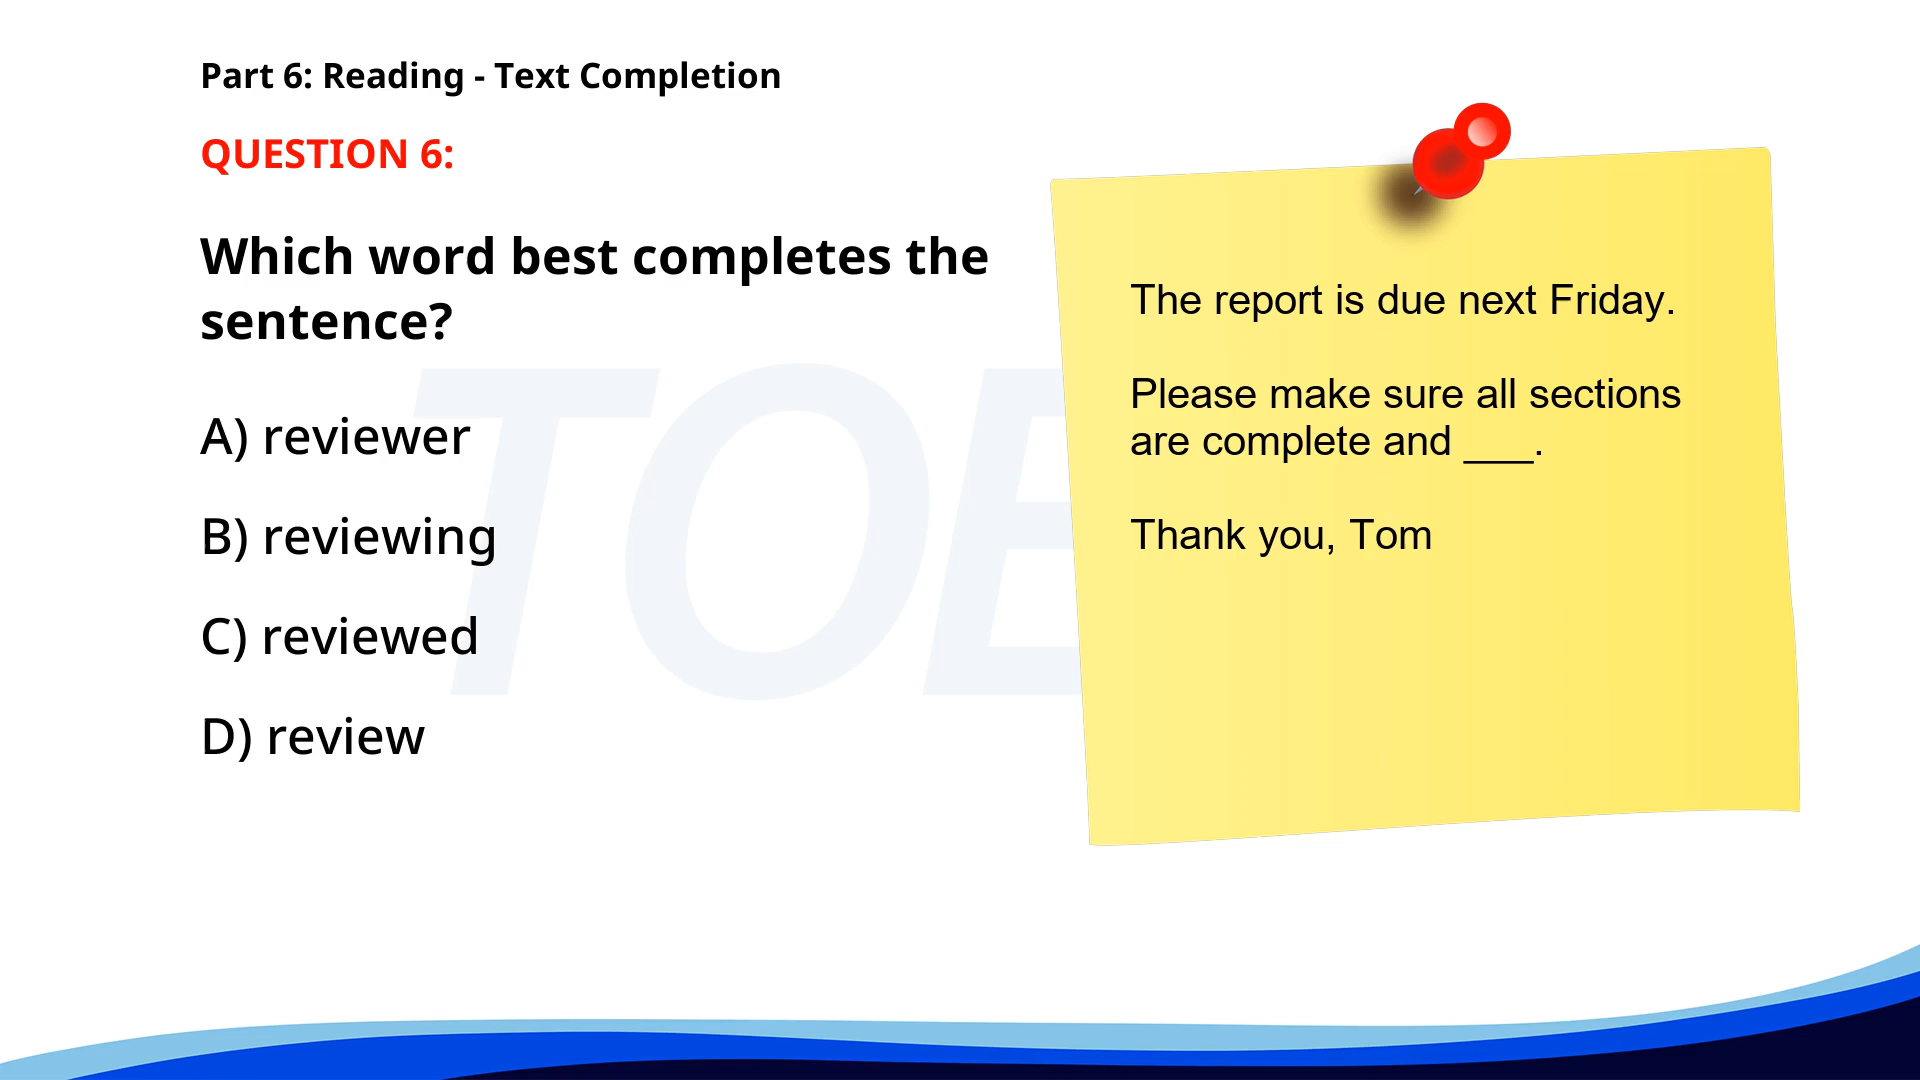 Part 6: Reading - Text Completion
QUESTION 6:
Which word best completes the
sentence?
A) reviewer
B) reviewing
C) reviewed
D) review
The report is due next Friday.
Please make sure all sections
are complete and ___.
Thank you, Tom
TOE